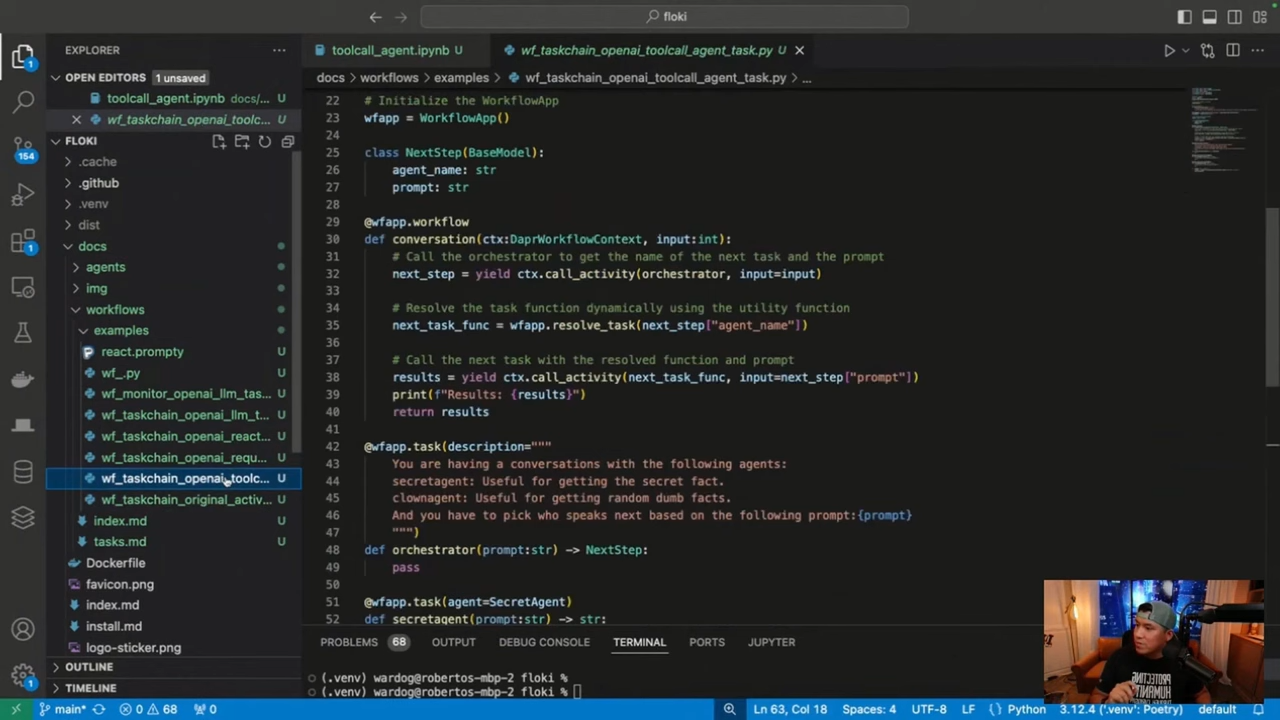 floki
EXPLORER
toolcall_agent.ipynb U
wf_taskchain_openai_toolcall_agent_task.py
OPEN EDITORS 1 unsaved
docs > workflows > examples > wf_taskchain_openai_toolcall_agent_task.py > ...
toolcall_agent.ipynb docs/... U
wf_taskchain_openai_toolc... U
FLOKI
.cache
.github
.venv
dist
docs
agents
img
workflows
examples
react.prompty U
wf_.py U
wf_monitor_openai_llm_tas... U
wf_taskchain_openai_llm_t... U
wf_taskchain_openai_react... U
wf_taskchain_openai_requ... U
wf_taskchain_openai_toolc... U
wf_taskchain_original_activ... U
index.md U
tasks.md U
Dockerfile
favicon.png
index.md
install.md
logo-sticker.png
OUTLINE
TIMELINE
1
154
1
1
22 # Initialize the WorkflowApp
23 wfapp = WorkflowApp()
24
25 class NextStep(BaseModel):
26 agent_name: str
27 prompt: str
28
29 @wfapp.workflow
30 def conversation(ctx:DaprWorkflowContext, input:int):
31 # Call the orchestrator to get the name of the next task and the prompt
32 next_step = yield ctx.call_activity(orchestrator, input=input)
33
34 # Resolve the task function dynamically using the utility function
35 next_task_func = wfapp.resolve_task(next_step["agent_name"])
36
37 # Call the next task with the resolved function and prompt
38 results = yield ctx.call_activity(next_task_func, input=next_step["prompt"])
39 print(f"Results: {results}")
40 return results
41
42 @wfapp.task(description="""
43 You are having a conversations with the following agents:
44 secretagent: Useful for getting the secret fact.
45 clownagent: Useful for getting random dumb facts.
46 And you have to pick who speaks next based on the following prompt:{prompt}
47 """)
48 def orchestrator(prompt:str) -> NextStep:
49 pass
50
51 @wfapp.task(agent=SecretAgent)
52 def secretagent(prompt:str) -> str:
PROBLEMS 68 OUTPUT DEBUG CONSOLE TERMINAL PORTS JUPYTER
(.venv) wardog@robertos-mbp-2 floki %
(.venv) wardog@robertos-mbp-2 floki %
PROTECTING
HUMANITY
main* 0 68 0 Ln 63, Col 18 Spaces: 4 UTF-8 LF Python 3.12.4 ('.venv': Poetry) default